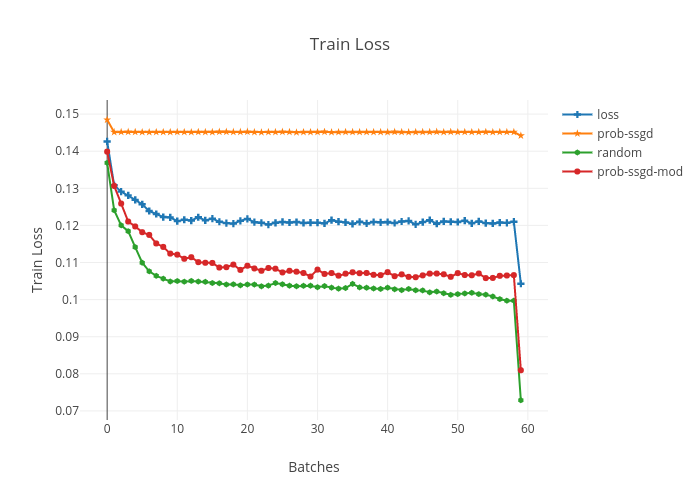 Train Loss
0.15
0.14
0.13
0.12
0.11
0.1
0.09
0.08
0.07
Train Loss
0
10
20
30
40
50
60
Batches
loss
prob-ssgd
random
prob-ssgd-mod